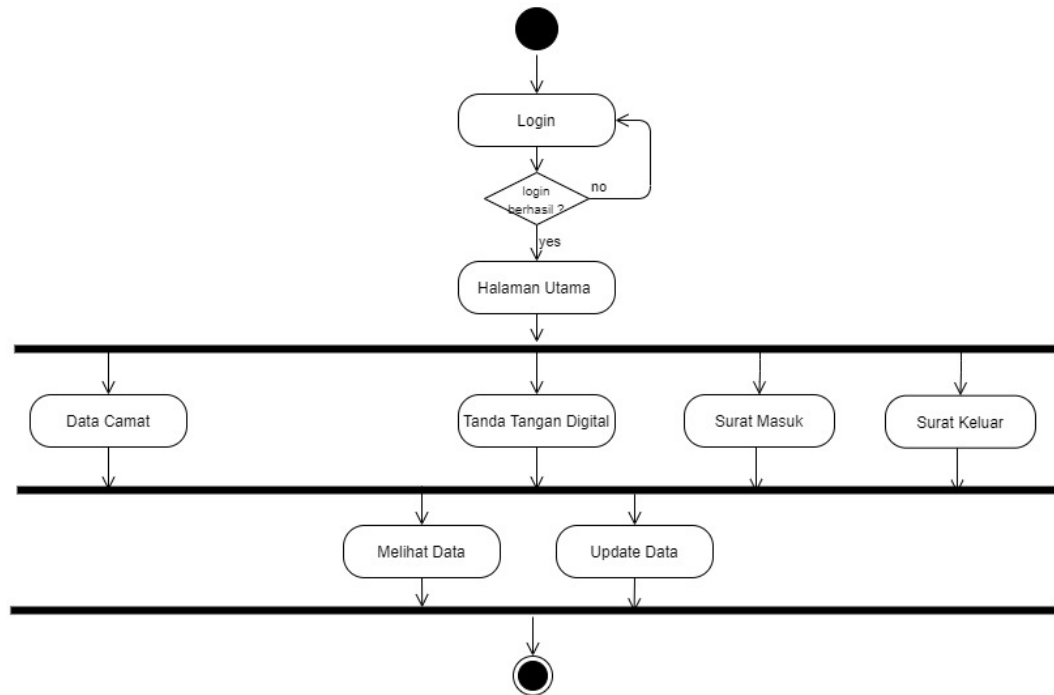 Login
login
berhasil ?
no
yes
Halaman Utama
Data Camat
Tanda Tangan Digital
Surat Masuk
Surat Keluar
Melihat Data
Update Data